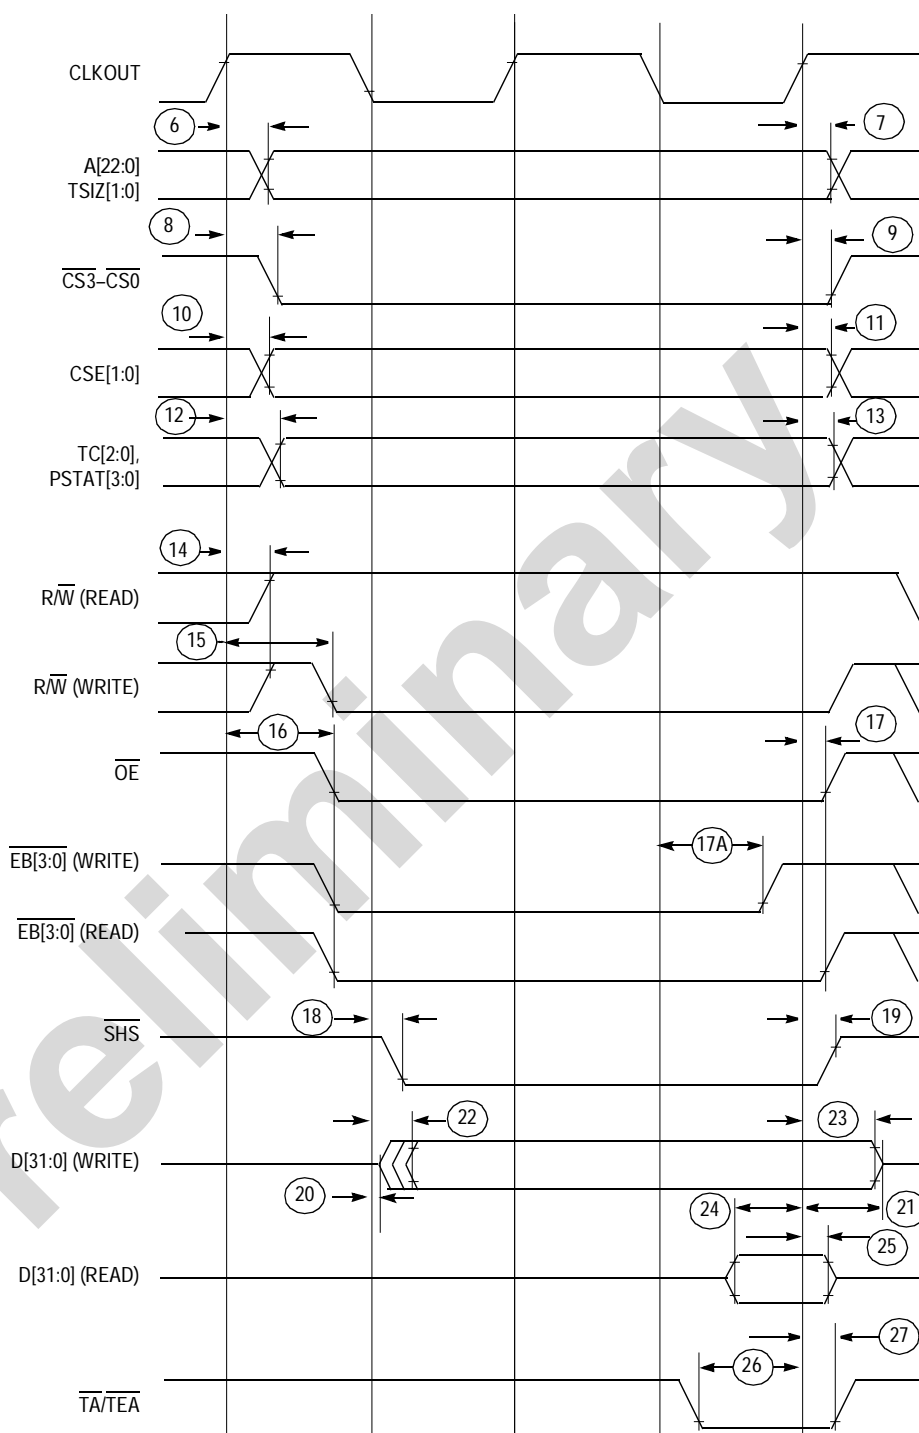 CLKOUT
6
7
A[22:0]
TSIZ[1:0]
8
9
CS3–CS0
10
11
CSE[1:0]
12
13
TC[2:0],
PSTAT[3:0]
14
R/W (READ)
15
R/W (WRITE)
16
17
OE
17A
EB[3:0] (WRITE)
EB[3:0] (READ)
18
19
SHS
22
23
D[31:0] (WRITE)
20
24
21
25
D[31:0] (READ)
27
26
TA/TEA
reliminary